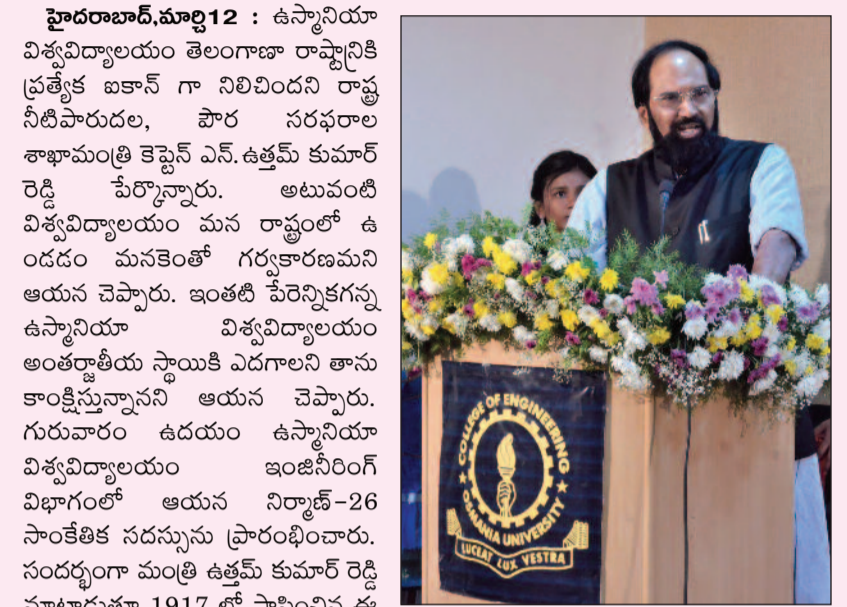 హైదరాబాద్,మార్చి12 : ఉస్మానియా
విశ్వవిద్యాలయం తెలంగాణా రాష్ట్రానికి
ప్రత్యేక ఐకాన్ గా నిలిచిందని రాష్ట్ర
నీటిపారుదల, పౌర సరఫరాల
శాఖామంత్రి కెప్టెన్ ఎన్.ఉత్తమ్ కుమార్
రెడ్డి పేర్కొన్నారు. అటువంటి
విశ్వవిద్యాలయం మన రాష్ట్రంలో ఉ
ండడం మనకెంతో గర్వకారణమని
ఆయన చెప్పారు. ఇంతటి పేరెన్నికగన్న
ఉస్మానియా విశ్వవిద్యాలయం
అంతర్జాతీయ స్థాయికి ఎదగాలని తాను
కాంక్షిస్తున్నానని ఆయన చెప్పారు.
గురువారం ఉదయం ఉస్మానియా
విశ్వవిద్యాలయం ఇంజినీరింగ్
విభాగంలో ఆయన నిర్మాణ్-26
సాంకేతిక సదస్సును ప్రారంభించారు.
సందర్భంగా మంత్రి ఉత్తమ్ కుమార్ రెడ్డి
మాట్లాడుతూ 1917 లో స్థాపించిన ఈ
COLLEGE OF ENGINEERING
OSMANIA UNIVERSITY
LUCEAT LUX VESTRA